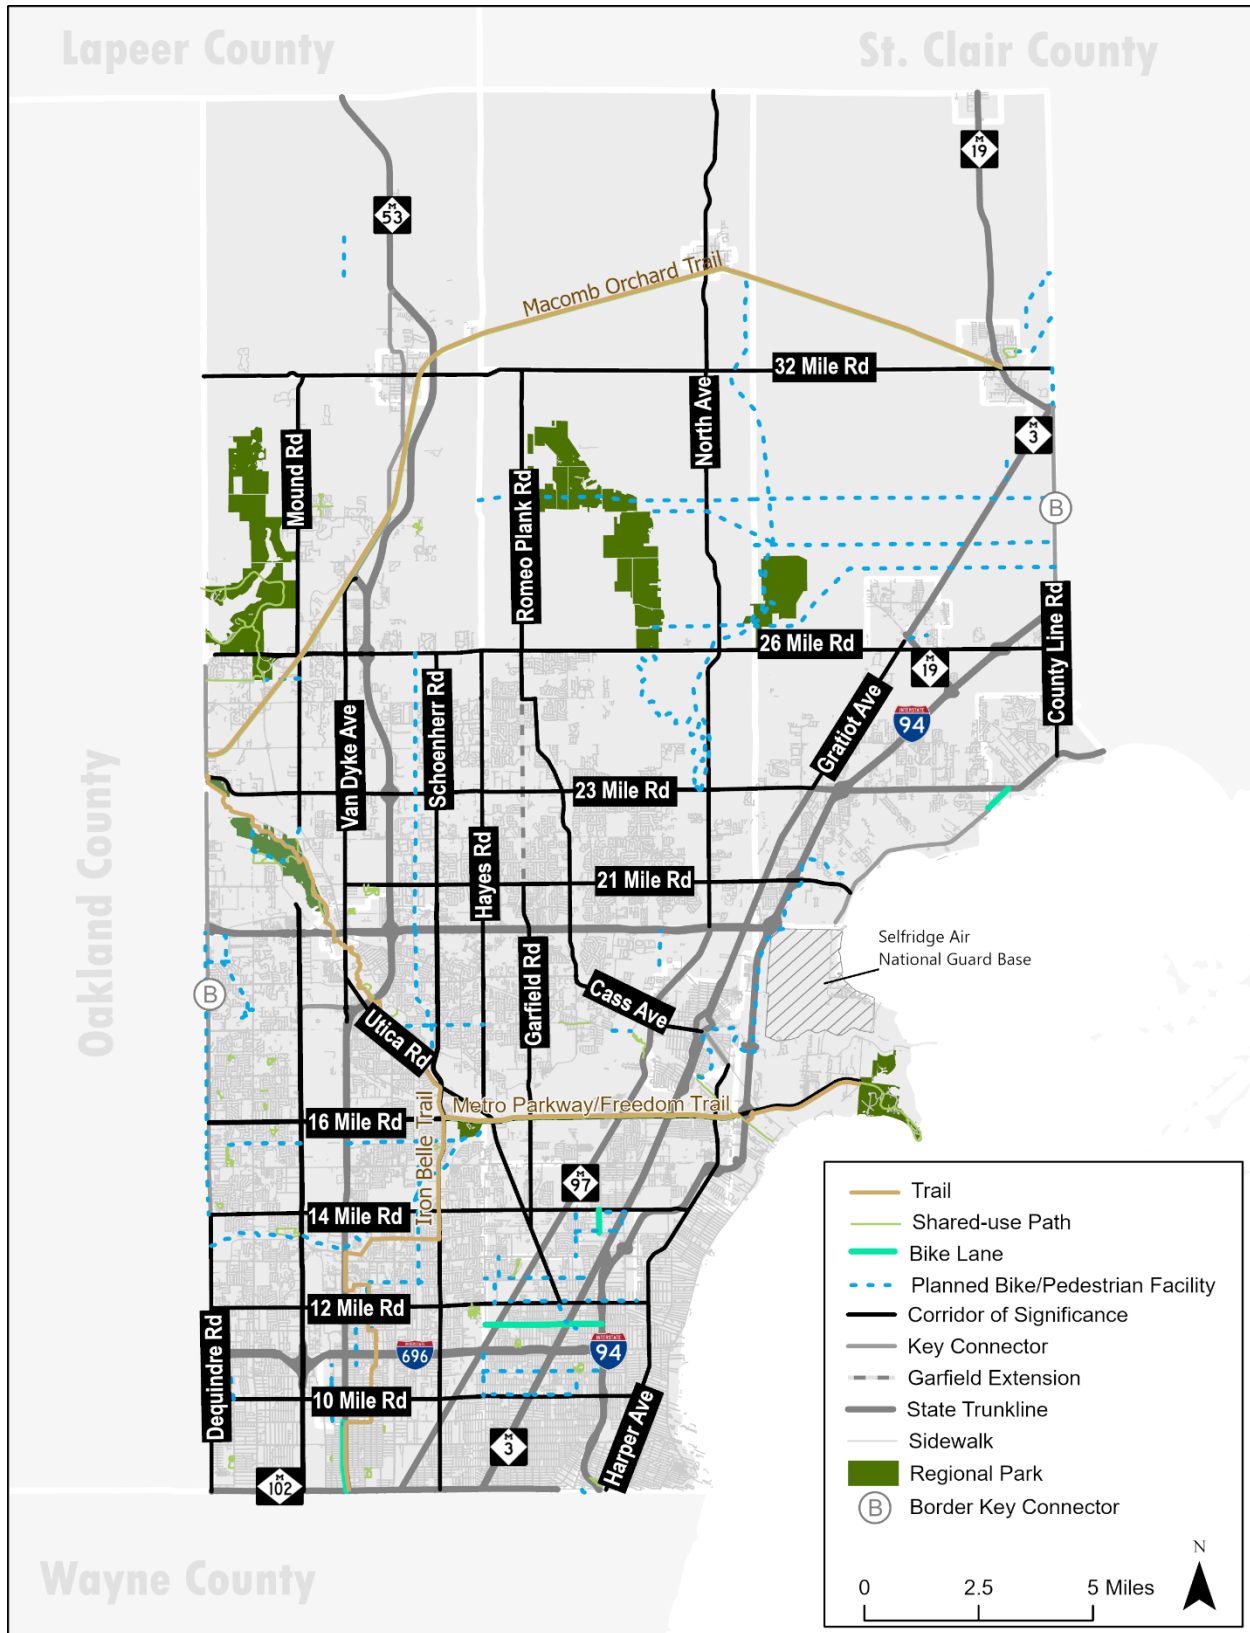 Lapeer County
St. Clair County
M
19
M
53
Macomb Orchard Trail
32 Mile Rd
North Ave
M
3
Mound Rd
Romeo Plank Rd
B
County Line Rd
26 Mile Rd
M
19
Schoenherr Rd
Van Dyke Ave
Gratiot Ave
INTERSTATE
94
23 Mile Rd
Oakland County
Hayes Rd
21 Mile Rd
Selfridge Air
National Guard Base
B
Garfield Rd
Cass Ave
Utica Rd
Metro Parkway/Freedom Trail
16 Mile Rd
Iron Belle Trail
M
97
14 Mile Rd
12 Mile Rd
Dequindre Rd
INTERSTATE
696
INTERSTATE
94
10 Mile Rd
Harper Ave
M
3
M
102
Wayne County
Trail
Shared-use Path
Bike Lane
Planned Bike/Pedestrian Facility
Corridor of Significance
Key Connector
Garfield Extension
State Trunkline
Sidewalk
Regional Park
B Border Key Connector
N
0 2.5 5 Miles